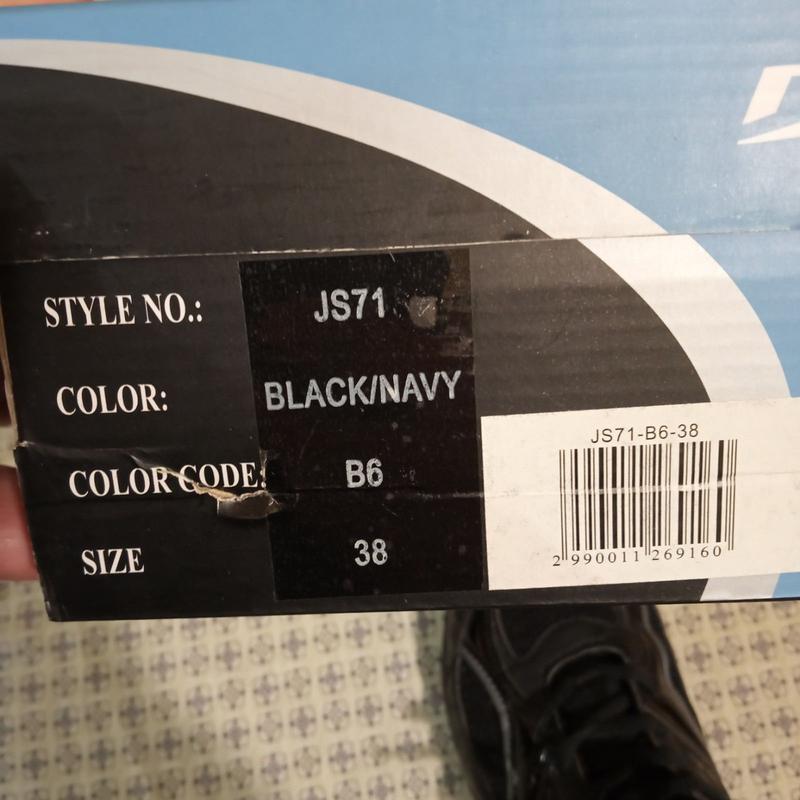 STYLE NO.: JS71
COLOR: BLACK/NAVY
COLOR CODE: B6
SIZE 38
JS71-B6-38
2 990011 269160